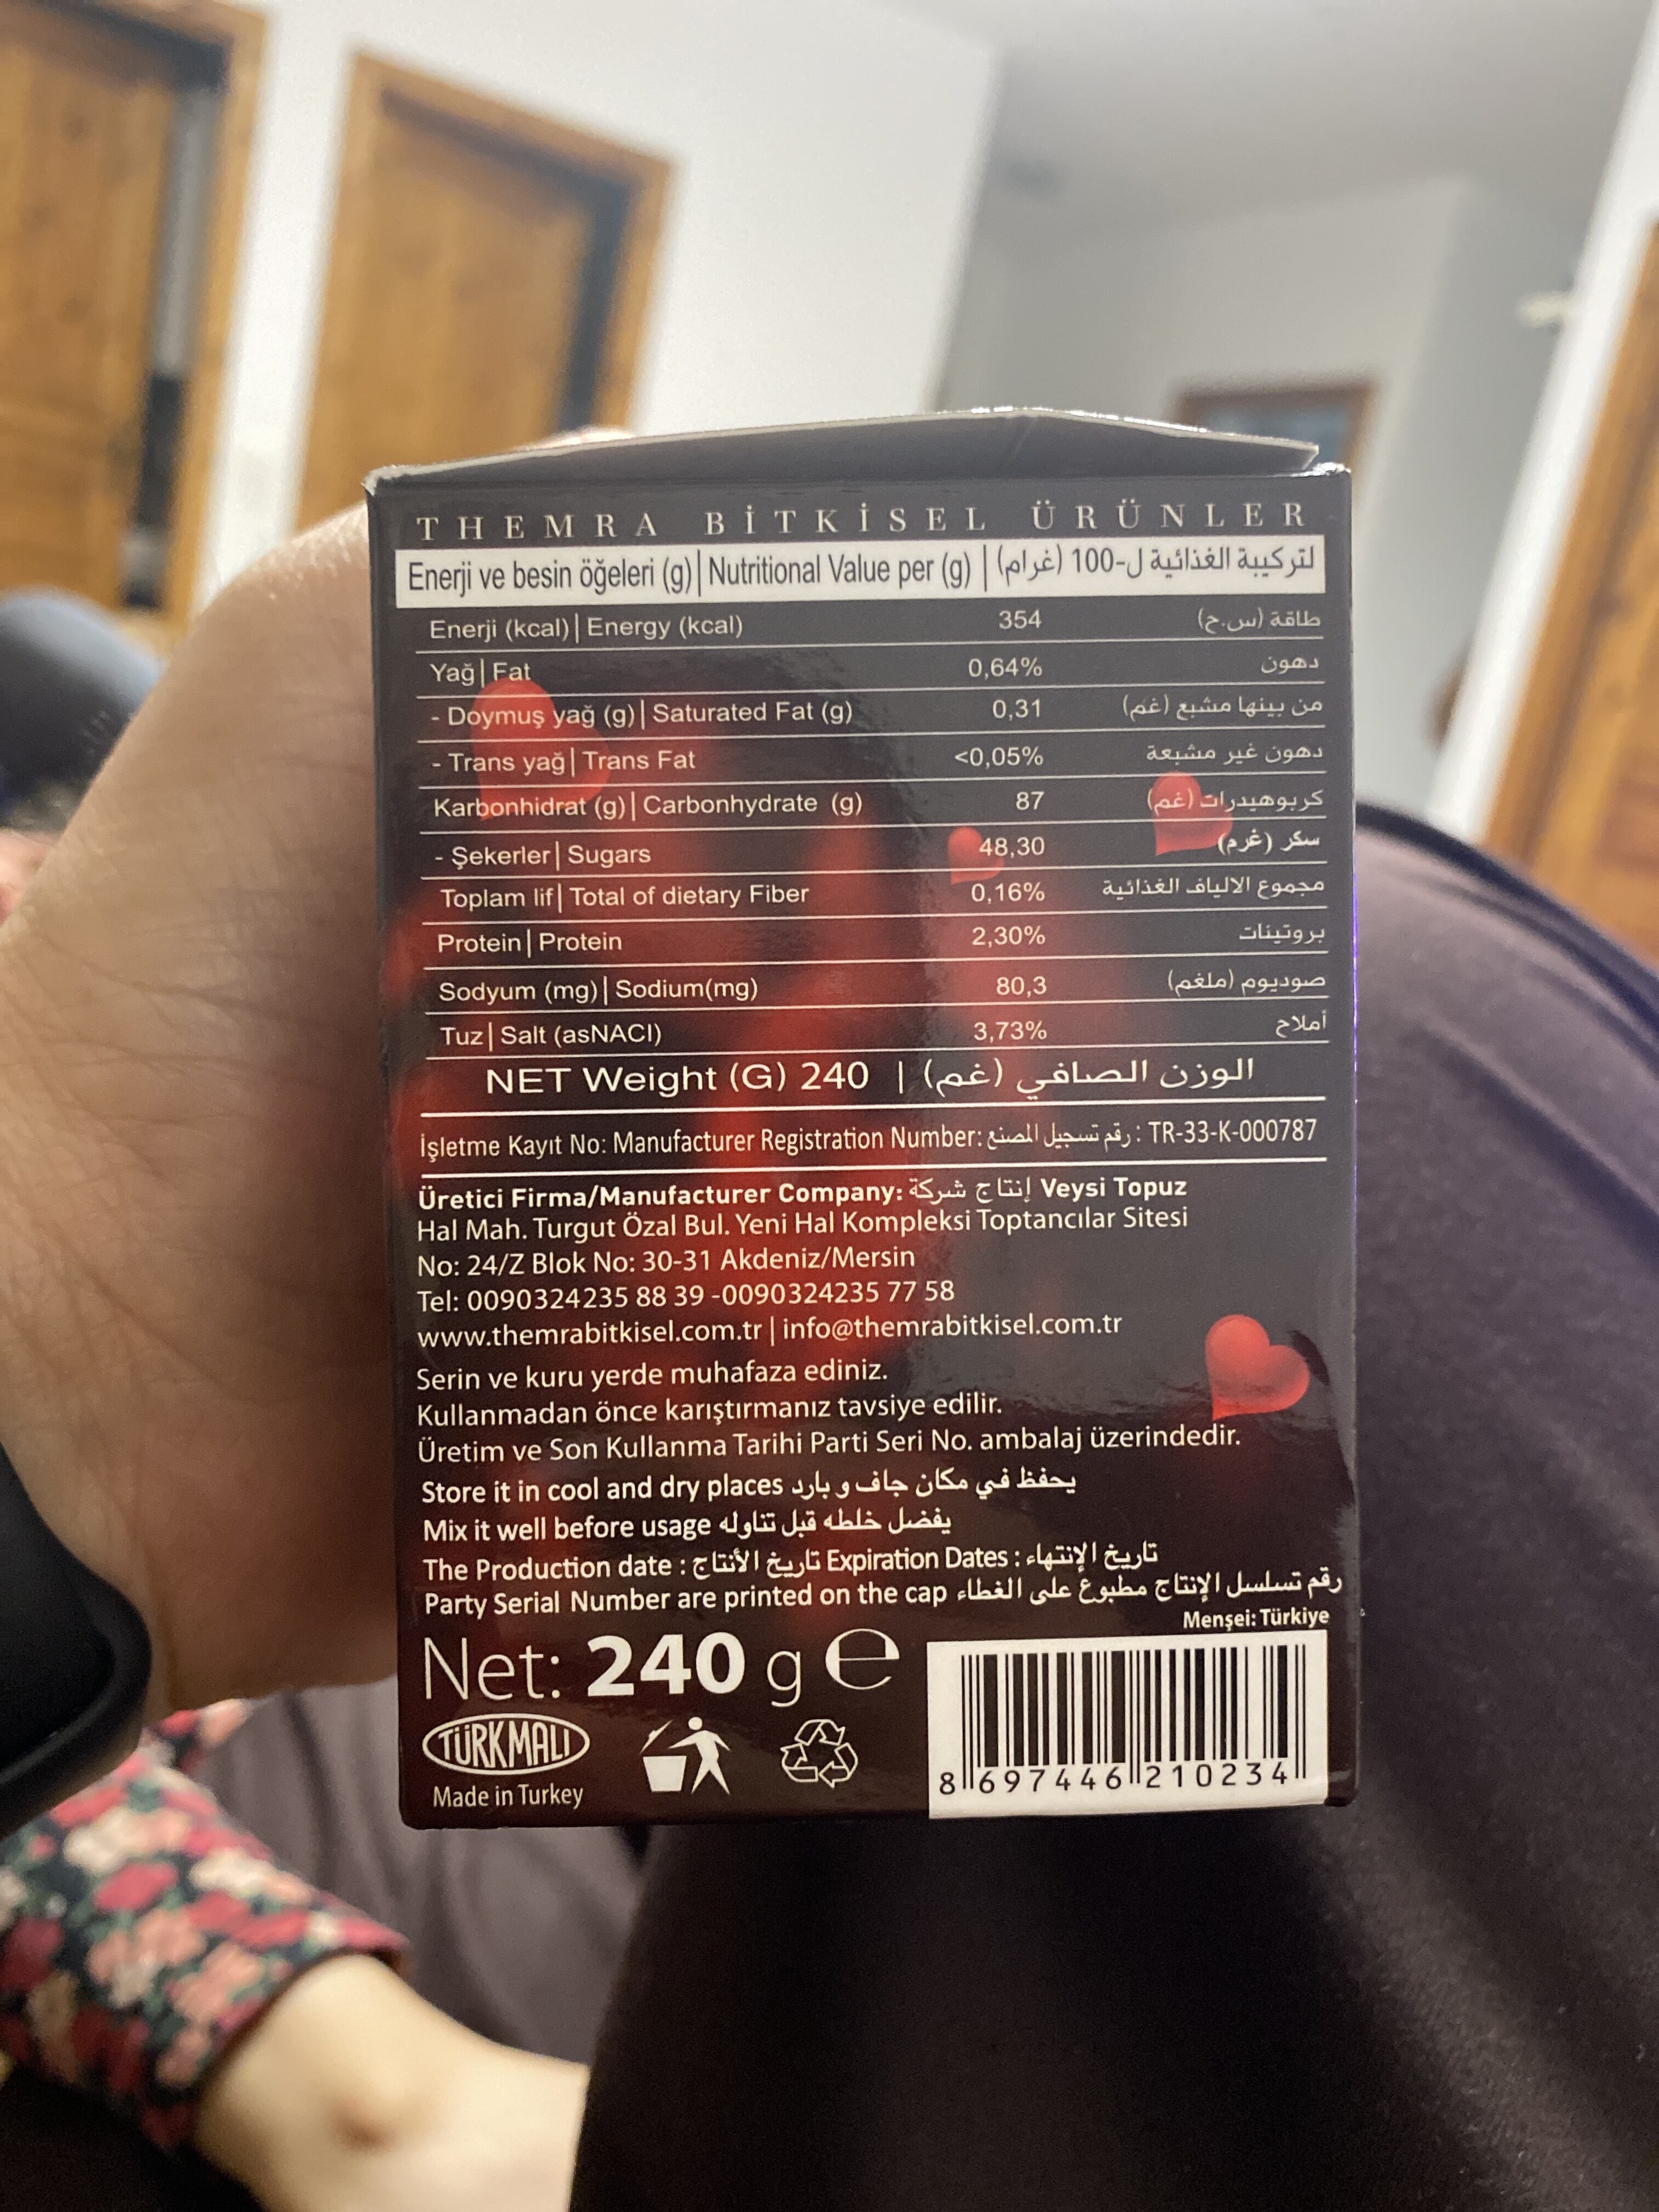 THEMRA BİTKİSEL ÜRÜNLER
Enerji ve besin öğeleri (g) | Nutritional Value per (g) | لتركيبة الغذائية ل-100 (غرام)
Enerji (kcal) | Energy (kcal) 354 طاقة (س.ح)
Yağ | Fat 0,64% دهون
- Doymuş yağ (g) | Saturated Fat (g) 0,31 من بينها مشبع (غم)
- Trans yağ | Trans Fat <0,05% دهون غير مشبعة
Karbonhidrat (g) | Carbonhydrate (g) 87 كربوهيدرات (غم)
- Şekerler | Sugars 48,30 سكر (غرم)
Toplam lif | Total of dietary Fiber 0,16% مجموع الالياف الغذائية
Protein | Protein 2,30% بروتينات
Sodyum (mg) | Sodium(mg) 80,3 صوديوم (ملغم)
Tuz | Salt (asNACI) 3,73% أملاح
NET Weight (G) 240 | الوزن الصافي (غم)
İşletme Kayıt No: Manufacturer Registration Number: رقم تسجيل المصنع : TR-33-K-000787
Üretici Firma/Manufacturer Company: إنتاج شركة Veysi Topuz
Hal Mah. Turgut Özal Bul. Yeni Hal Kompleksi Toptancılar Sitesi
No: 24/Z Blok No: 30-31 Akdeniz/Mersin
Tel: 0090324235 88 39 -0090324235 77 58
www.themrabitkisel.com.tr | info@themrabitkisel.com.tr
Serin ve kuru yerde muhafaza ediniz.
Kullanmadan önce karıştırmanız tavsiye edilir.
Üretim ve Son Kullanma Tarihi Parti Seri No. ambalaj üzerindedir.
Store it in cool and dry places يحفظ في مكان جاف و بارد
Mix it well before usage يفضل خلطه قبل تناوله
The Production date : تاريخ الأنتاج Expiration Dates : تاريخ الإنتهاء
Party Serial Number are printed on the cap رقم تسلسل الإنتاج مطبوع على الغطاء
Menşei: Türkiye
Net: 240 g e
TÜRK MALI
Made in Turkey
8 697446 210234